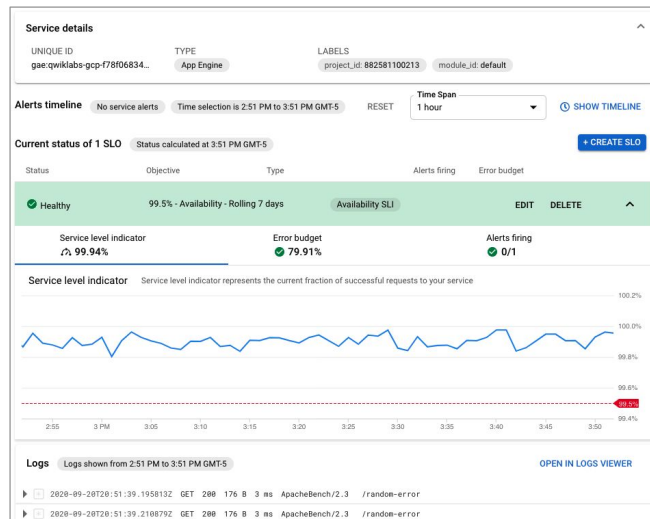 Service details
UNIQUE ID TYPE LABELS
gae:qwiklabs-gcp-f78f06834... App Engine project_id: 882581100213 module_id: default
Alerts timeline No service alerts Time selection is 2:51 PM to 3:51 PM GMT-5 RESET Time Span 1 hour SHOW TIMELINE
Current status of 1 SLO Status calculated at 3:51 PM GMT-5 + CREATE SLO
Status Objective Type Alerts firing Error budget
Healthy 99.5% - Availability - Rolling 7 days Availability SLI EDIT DELETE
Service level indicator Error budget Alerts firing
99.94% 79.91% 0/1
Service level indicator Service level indicator represents the current fraction of successful requests to your service
100.2%
100.0%
99.8%
99.6%
99.5%
99.4%
2:55 3 PM 3:05 3:10 3:15 3:20 3:25 3:30 3:35 3:40 3:45 3:50
Logs Logs shown from 2:51 PM to 3:51 PM GMT-5 OPEN IN LOGS VIEWER
2020-09-20T20:51:39.195813Z GET 200 176 B 3 ms ApacheBench/2.3 /random-error
2020-09-20T20:51:39.210879Z GET 200 176 B 3 ms ApacheBench/2.3 /random-error